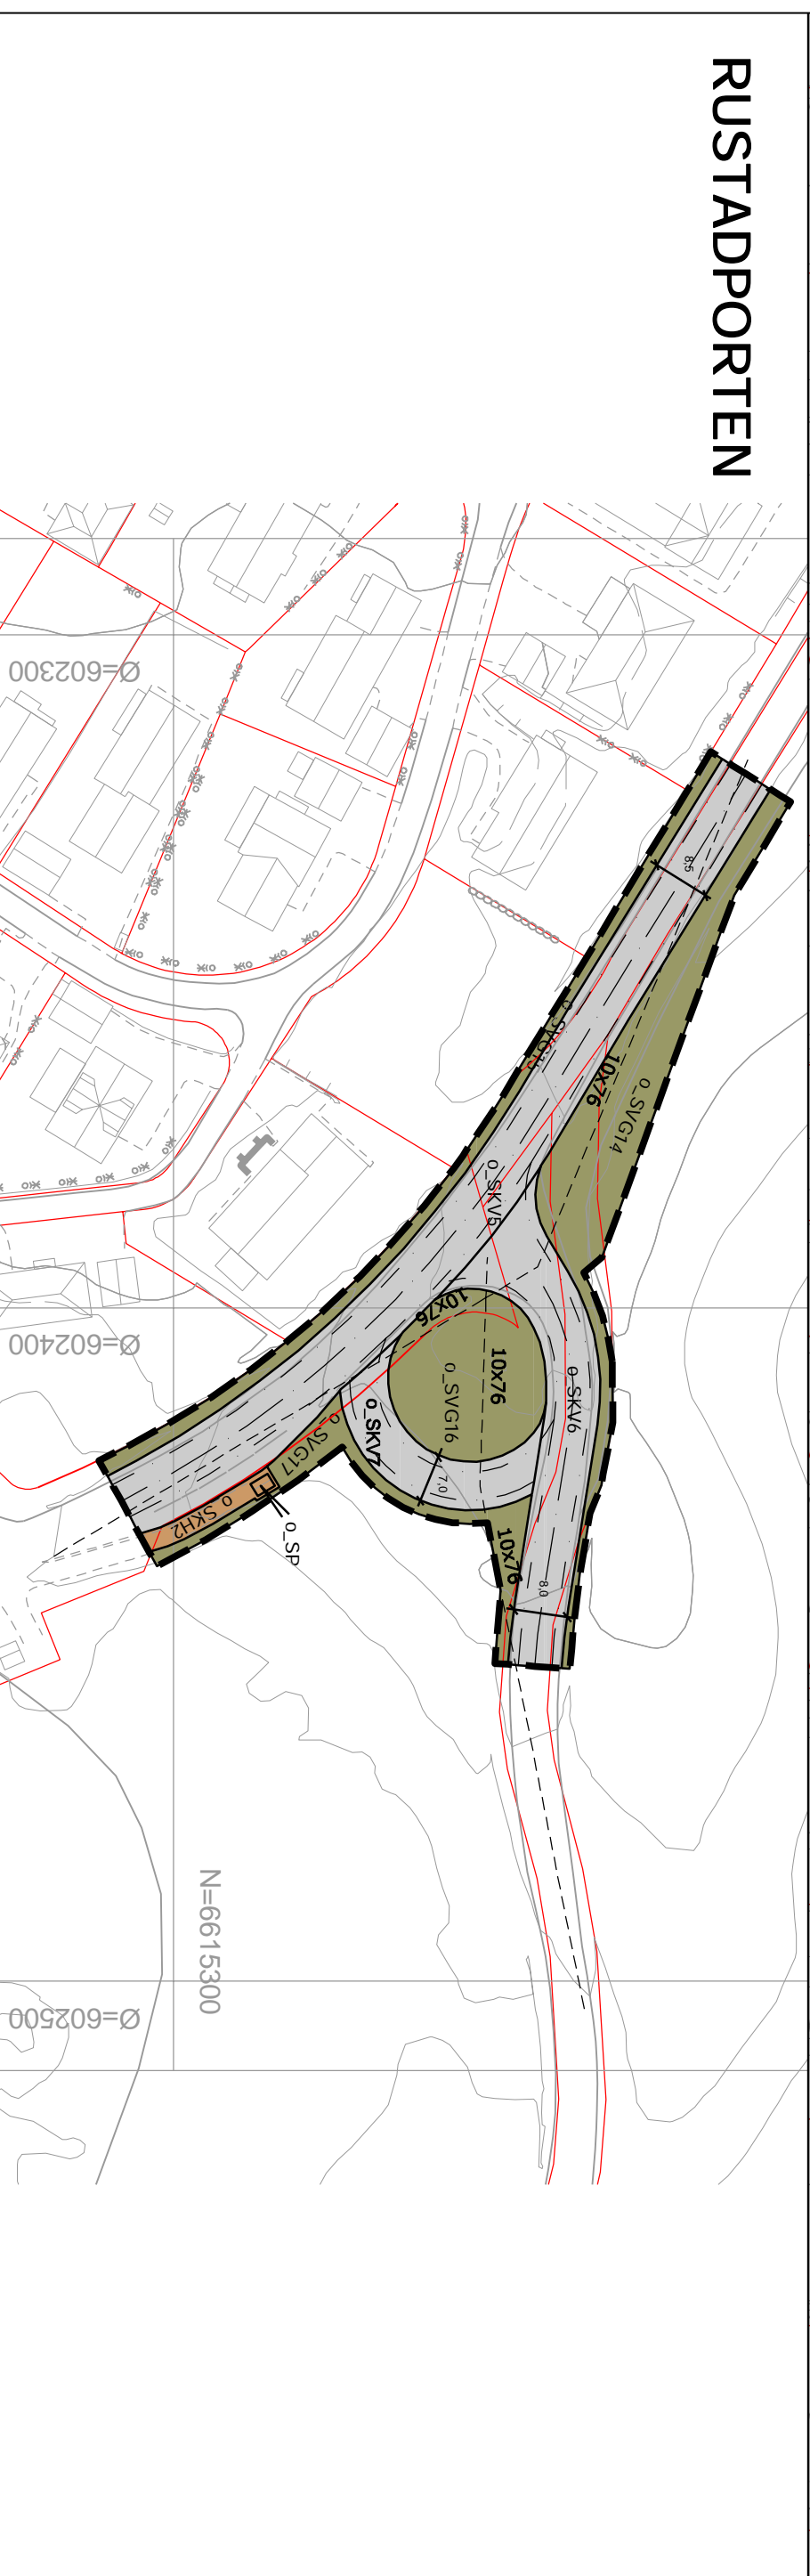 RUSTADPORTEN
Ø=602300
8,5
o_SVG15
10x76
o_SVG14
o_SKV5
10x76
Ø=602400
10x76
o_SVG16
o_SKV6
o_SKV7
o_SVG17
7,0
o_SKH2
o_SP
10x76
8,0
N=6615300
Ø=602500